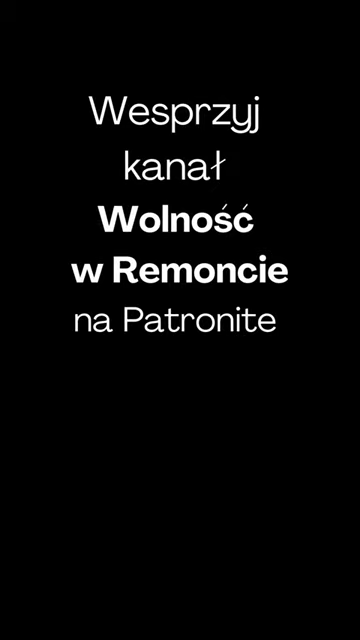 Wesprzyj
kanał
Wolność
w Remoncie
na Patronite